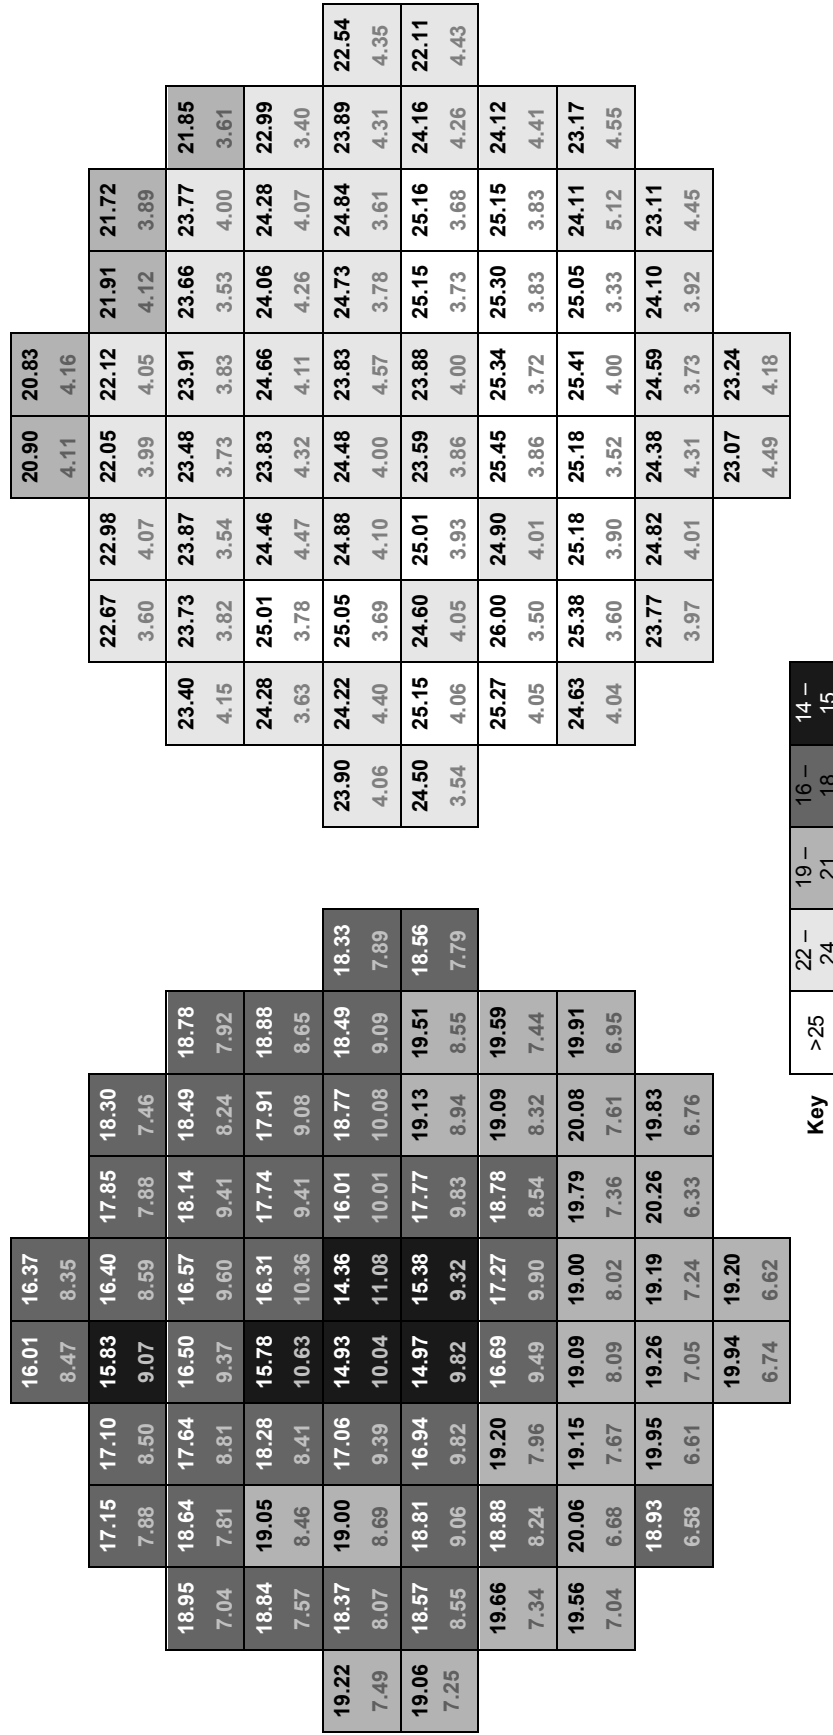 16.01 16.37 20.90 20.83
8.47 8.35 4.11 4.16
17.15 17.10 15.83 16.40 17.85 18.30 22.67 22.98 22.05 22.12 21.91 21.72
7.88 8.50 9.07 8.59 7.88 7.46 3.60 4.07 3.99 4.05 4.12 3.89
18.95 18.64 17.64 16.50 16.57 18.14 18.49 18.78 23.40 23.73 23.87 23.48 23.91 23.66 23.77 21.85
7.04 7.81 8.81 9.37 9.60 9.41 8.24 7.92 4.15 3.82 3.54 3.73 3.83 3.53 4.00 3.61
18.84 19.05 18.28 15.78 16.31 17.74 17.91 18.88 24.28 25.01 24.46 23.83 24.66 24.06 24.28 22.99
7.57 8.46 8.41 10.63 10.36 9.41 9.08 8.65 3.63 3.78 4.47 4.32 4.11 4.26 4.07 3.40
19.22 18.37 19.00 17.06 14.93 14.36 16.01 18.77 18.49 18.33 23.90 24.22 25.05 24.88 24.48 23.83 24.73 24.84 23.89 22.54
7.49 8.07 8.69 9.39 10.04 11.08 10.01 10.08 9.09 7.89 4.06 4.40 3.69 4.10 4.00 4.57 3.78 3.61 4.31 4.35
19.06 18.57 18.81 16.94 14.97 15.38 17.77 19.13 19.51 18.56 24.50 25.15 24.60 25.01 23.59 23.88 25.15 25.16 24.16 22.11
7.25 8.55 9.06 9.82 9.82 9.32 9.83 8.94 8.55 7.79 3.54 4.06 4.05 3.93 3.86 4.00 3.73 3.68 4.26 4.43
19.66 18.88 19.20 16.69 17.27 18.78 19.09 19.59 25.27 26.00 24.90 25.45 25.34 25.30 25.15 24.12
7.34 8.24 7.96 9.49 9.90 8.54 8.32 7.44 4.05 3.50 4.01 3.86 3.72 3.83 3.83 4.41
19.56 20.06 19.15 19.09 19.00 19.79 20.08 19.91 24.63 25.38 25.18 25.18 25.41 25.05 24.11 23.17
7.04 6.68 7.67 8.09 8.02 7.36 7.61 6.95 4.04 3.60 3.90 3.52 4.00 3.33 5.12 4.55
18.93 19.95 19.26 19.19 20.26 19.83 23.77 24.82 24.38 24.59 24.10 23.11
6.58 6.61 7.05 7.24 6.33 6.76 3.97 4.01 4.31 3.73 3.92 4.45
19.94 19.20 23.07 23.24
6.74 6.62 4.49 4.18
Key >25 22 – 19 – 16 – 14 –
24 21 18 15